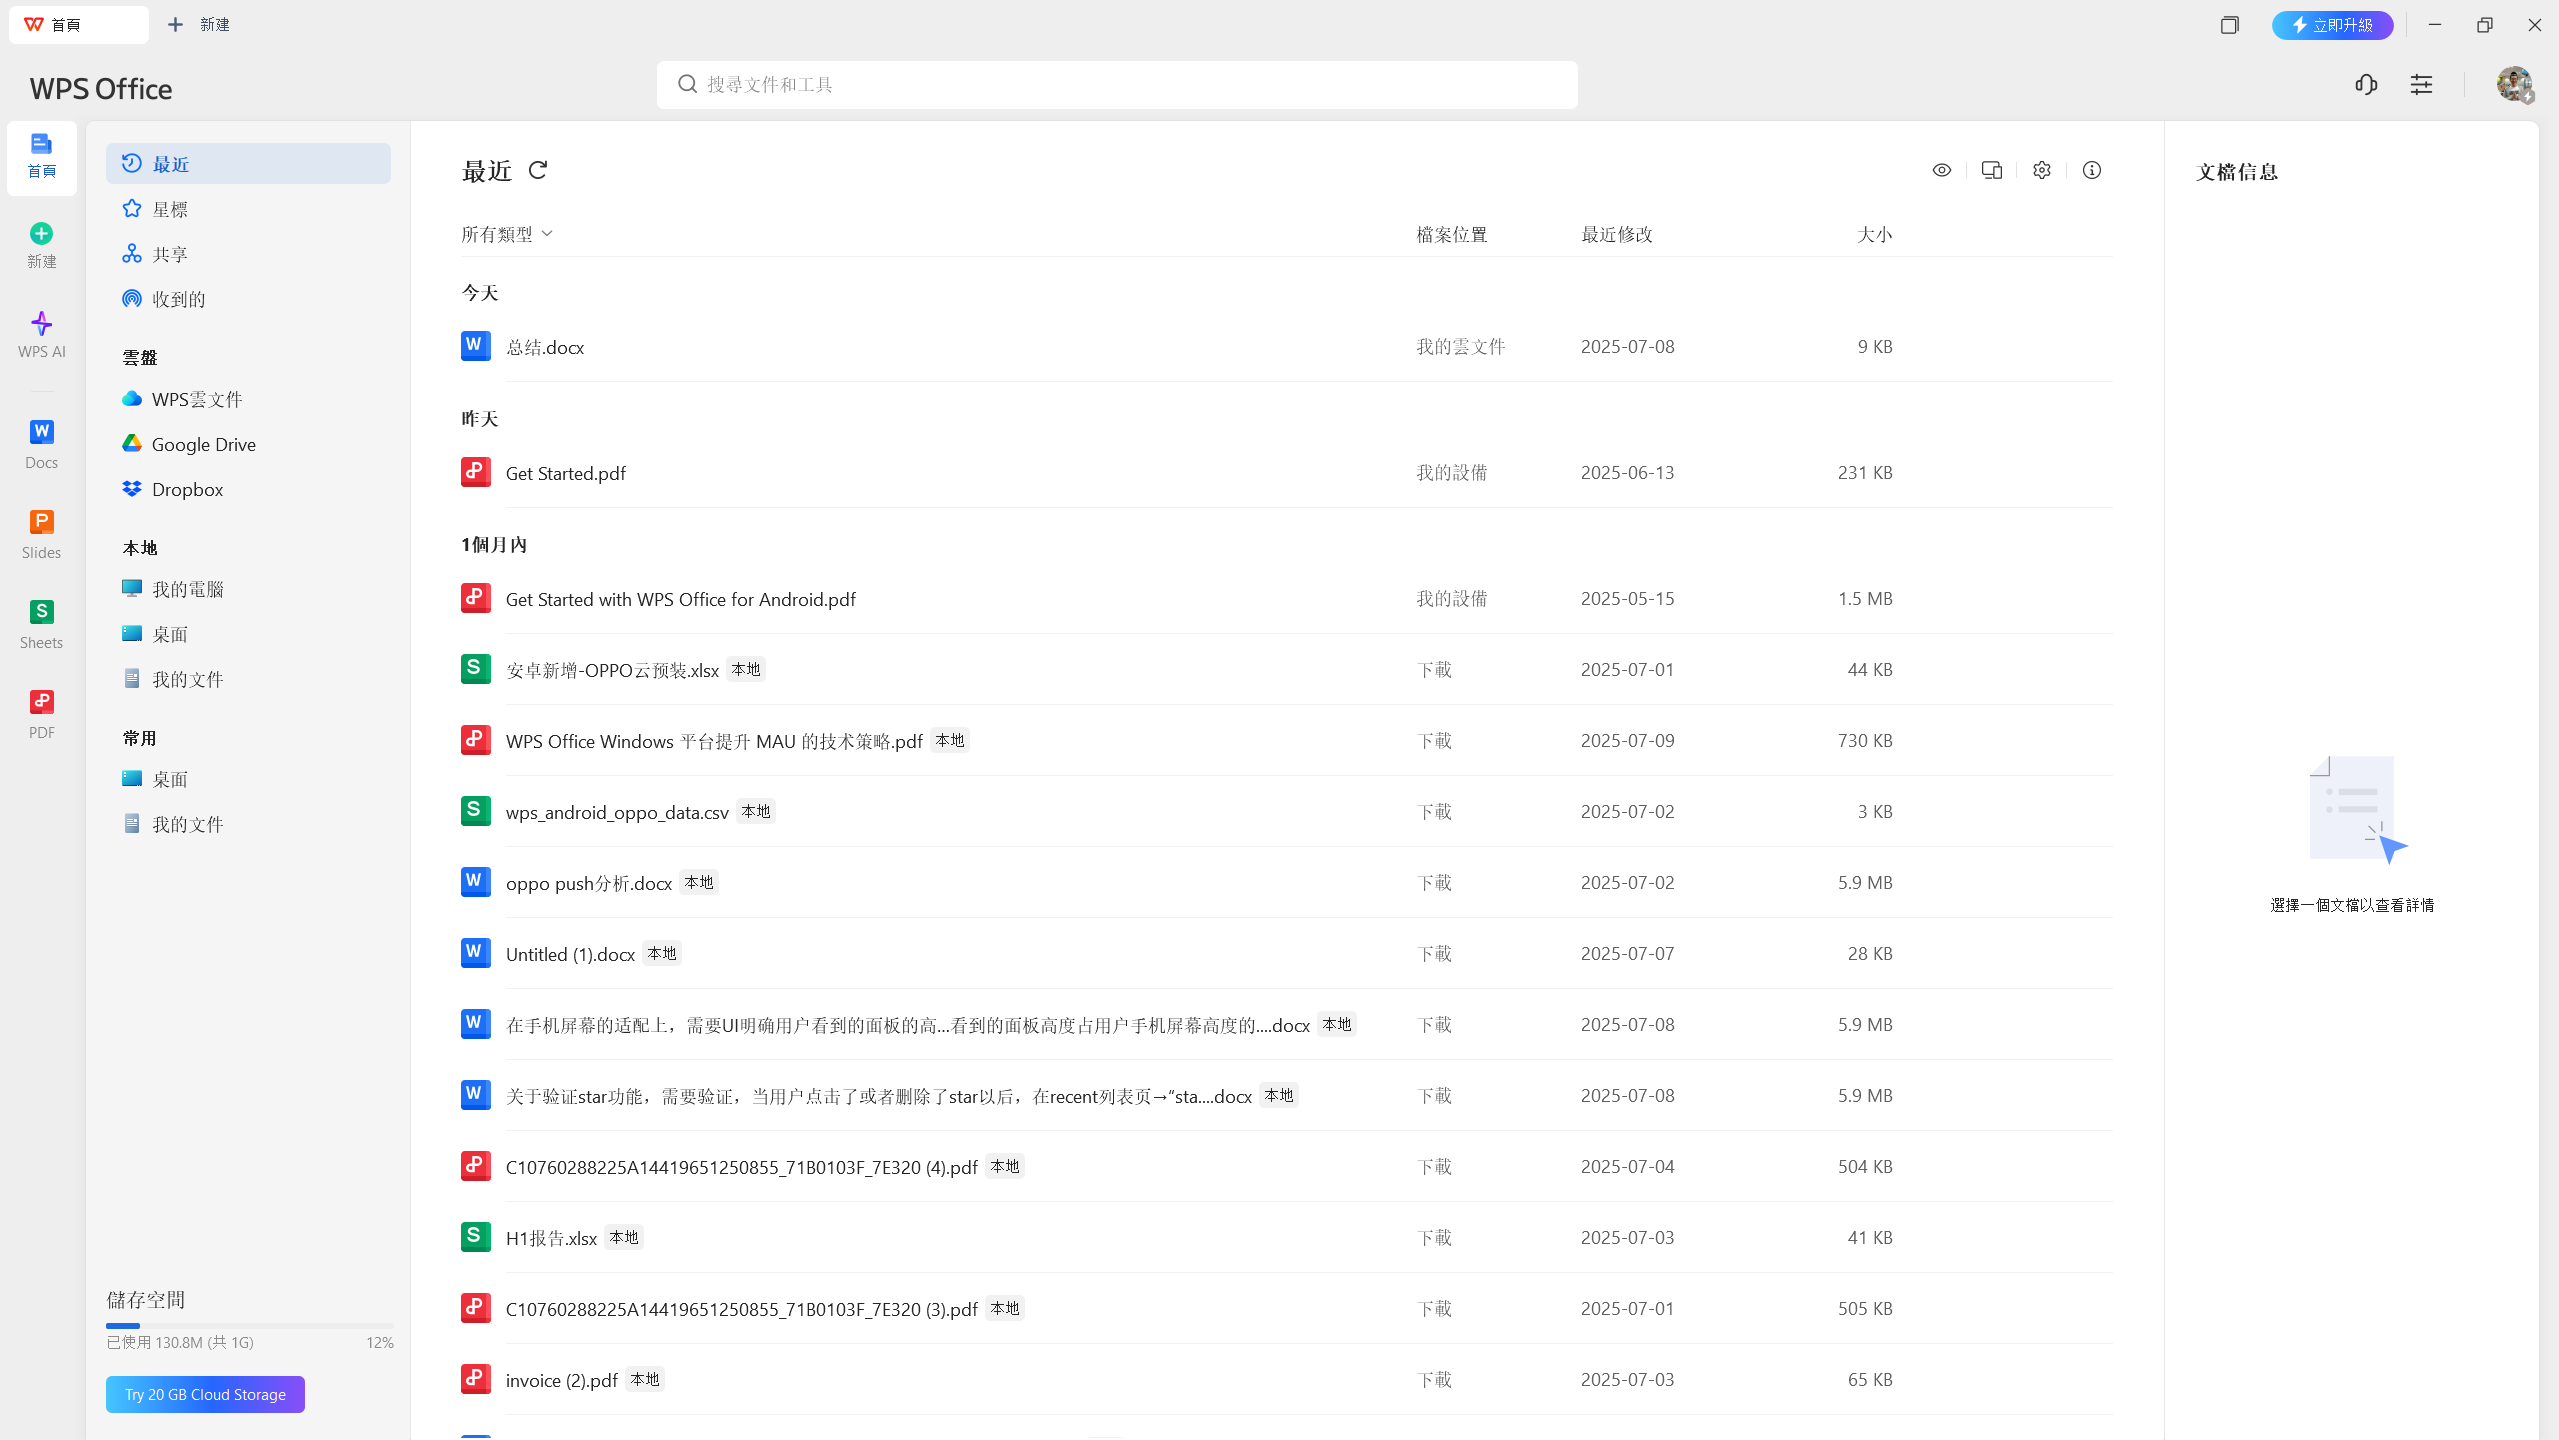 首頁
新建
立即升級
WPS Office
搜尋文件和工具
首頁
新建
WPS AI
Docs
Slides
Sheets
PDF
最近
星標
共享
收到的
雲盤
WPS雲文件
Google Drive
Dropbox
本地
我的電腦
桌面
我的文件
常用
桌面
我的文件
儲存空間
已使用 130.8M (共 1G) 12%
Try 20 GB Cloud Storage
最近
所有類型 檔案位置 最近修改 大小
今天
总结.docx 我的雲文件 2025-07-08 9 KB
昨天
Get Started.pdf 我的設備 2025-06-13 231 KB
1個月內
Get Started with WPS Office for Android.pdf 我的設備 2025-05-15 1.5 MB
安卓新增-OPPO云预装.xlsx 本地 下載 2025-07-01 44 KB
WPS Office Windows 平台提升 MAU 的技术策略.pdf 本地 下載 2025-07-09 730 KB
wps_android_oppo_data.csv 本地 下載 2025-07-02 3 KB
oppo push分析.docx 本地 下載 2025-07-02 5.9 MB
Untitled (1).docx 本地 下載 2025-07-07 28 KB
在手机屏幕的适配上，需要UI明确用户看到的面板的高...看到的面板高度占用户手机屏幕高度的....docx 本地 下載 2025-07-08 5.9 MB
关于验证star功能，需要验证，当用户点击了或者删除了star以后，在recent列表页→“sta....docx 本地 下載 2025-07-08 5.9 MB
C10760288225A14419651250855_71B0103F_7E320 (4).pdf 本地 下載 2025-07-04 504 KB
H1报告.xlsx 本地 下載 2025-07-03 41 KB
C10760288225A14419651250855_71B0103F_7E320 (3).pdf 本地 下載 2025-07-01 505 KB
invoice (2).pdf 本地 下載 2025-07-03 65 KB
文檔信息
選擇一個文檔以查看詳情